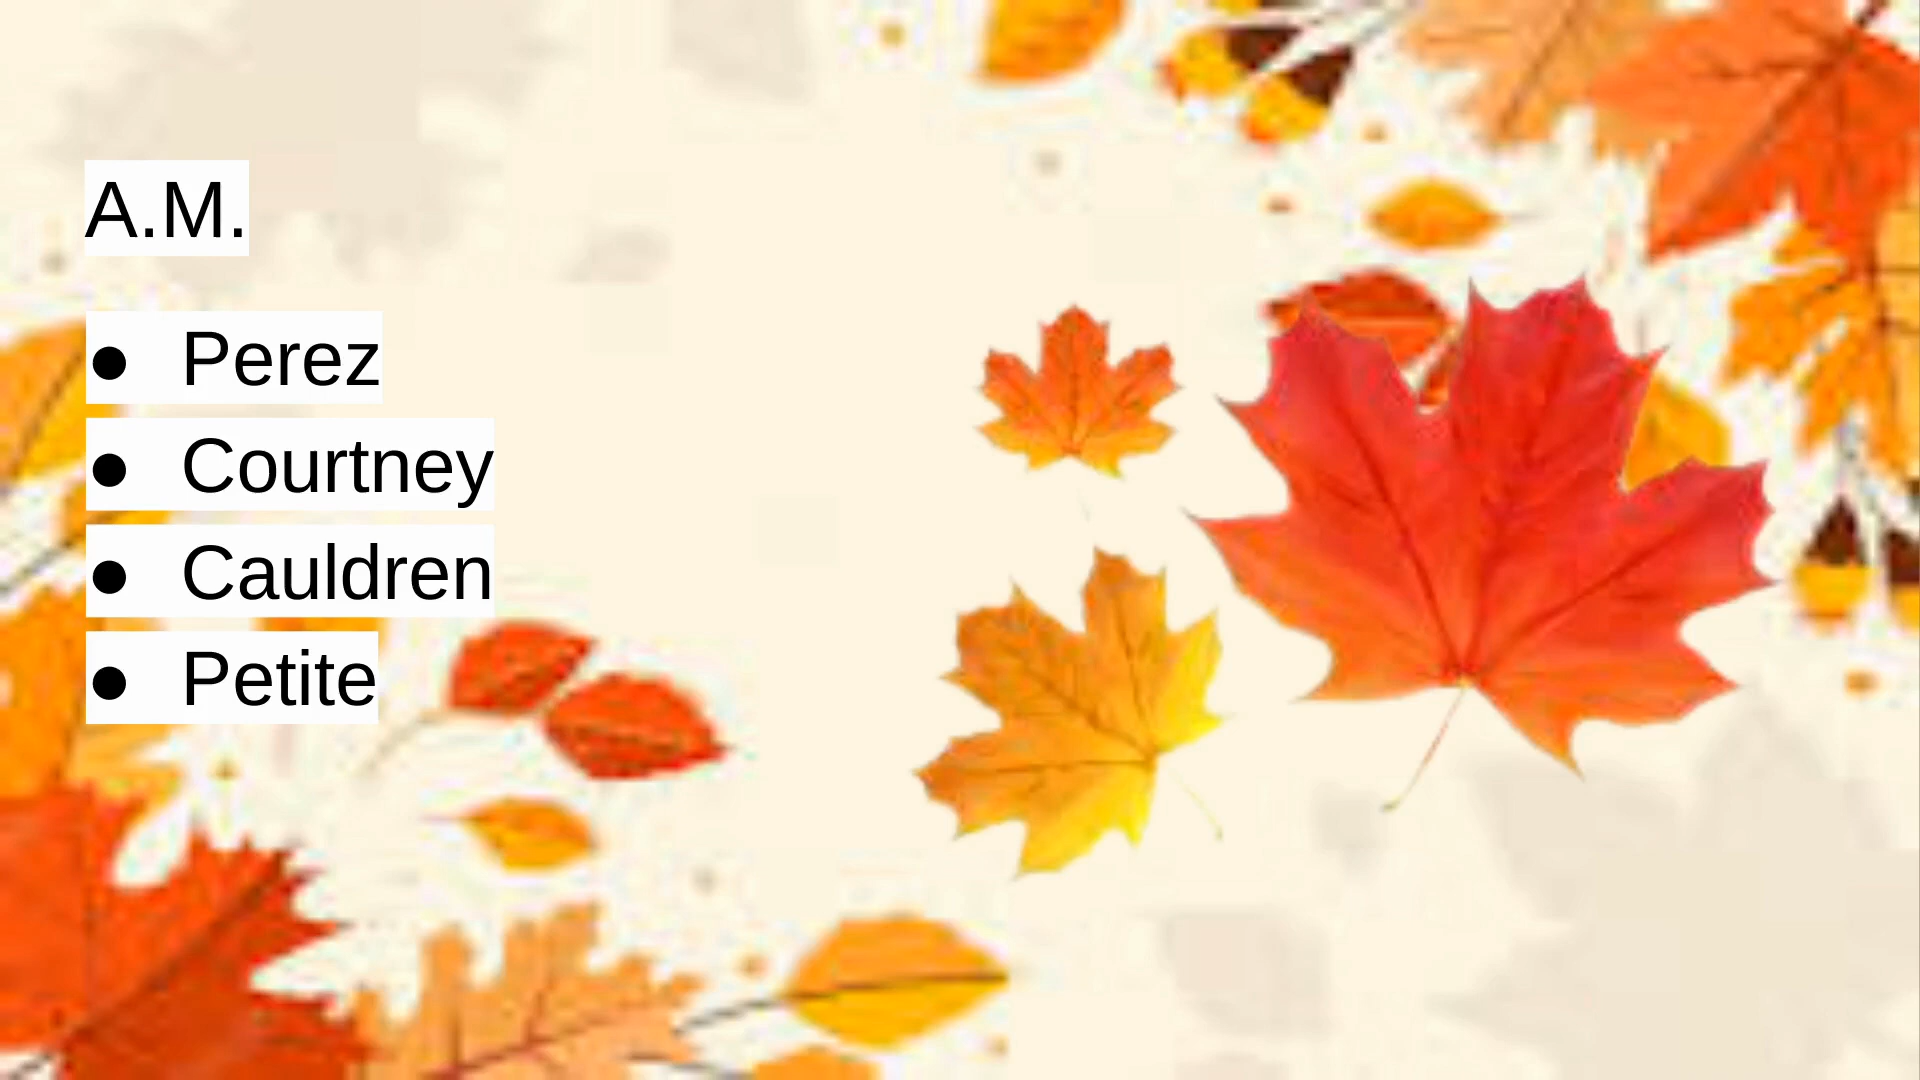 A.M.
● Perez
● Courtney
● Cauldren
● Petite